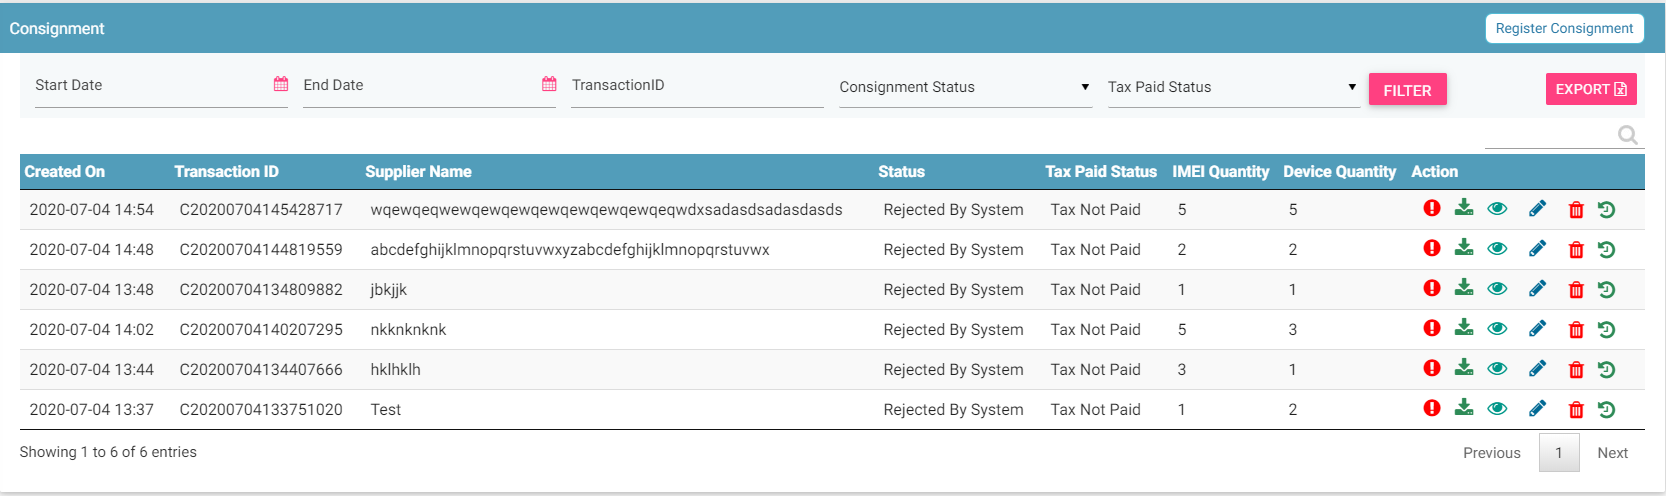 Consignment Register Consignment
Start Date End Date TransactionID Consignment Status Tax Paid Status FILTER EXPORT
Created On Transaction ID Supplier Name Status Tax Paid Status IMEI Quantity Device Quantity Action
2020-07-04 14:54 C20200704145428717 wqewqeqwewqewqewqewqewqewqewqeqwdxsadasdsadasdasds Rejected By System Tax Not Paid 5 5
2020-07-04 14:48 C20200704144819559 abcdefghijklmnopqrstuvwxyzabcdefghijklmnopqrstuvwx Rejected By System Tax Not Paid 2 2
2020-07-04 13:48 C20200704134809882 jbkjjk Rejected By System Tax Not Paid 1 1
2020-07-04 14:02 C20200704140207295 nkknknknk Rejected By System Tax Not Paid 5 3
2020-07-04 13:44 C20200704134407666 hklhklh Rejected By System Tax Not Paid 3 1
2020-07-04 13:37 C20200704133751020 Test Rejected By System Tax Not Paid 1 2
Showing 1 to 6 of 6 entries Previous 1 Next